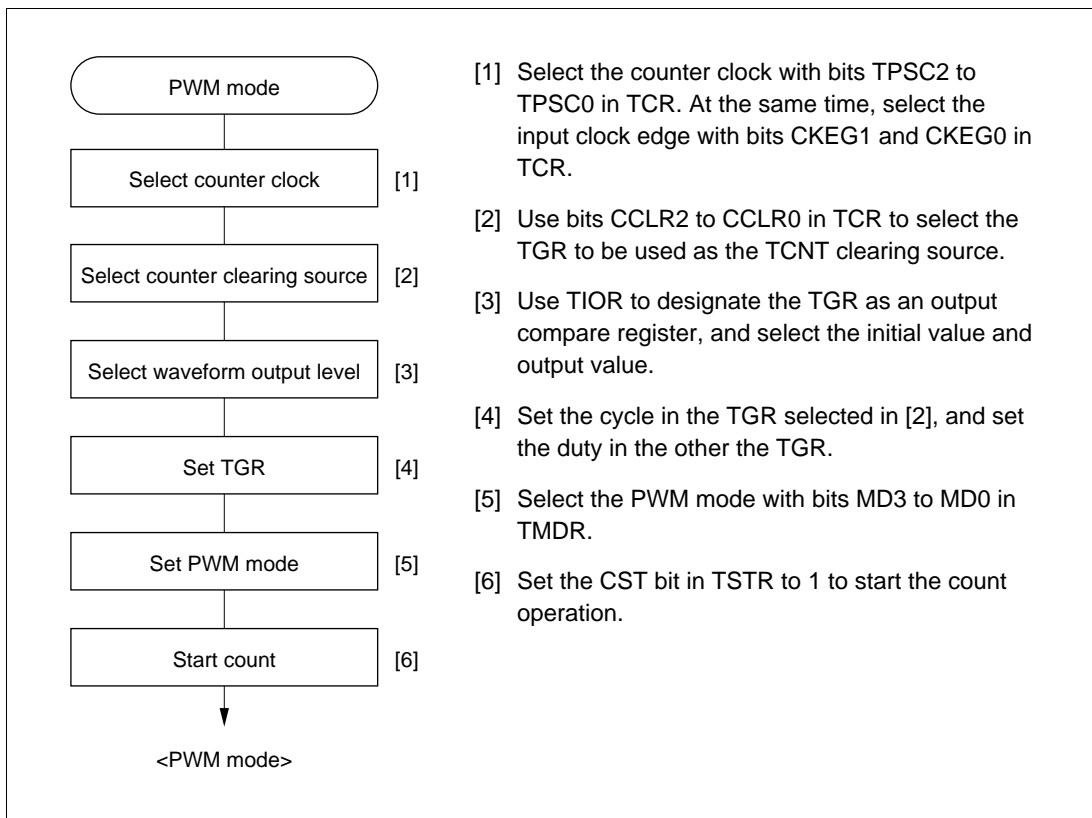 PWM mode
Select counter clock [1]
Select counter clearing source [2]
Select waveform output level [3]
Set TGR [4]
Set PWM mode [5]
Start count [6]
<PWM mode>
[1] Select the counter clock with bits TPSC2 to
TPSC0 in TCR. At the same time, select the
input clock edge with bits CKEG1 and CKEG0 in
TCR.
[2] Use bits CCLR2 to CCLR0 in TCR to select the
TGR to be used as the TCNT clearing source.
[3] Use TIOR to designate the TGR as an output
compare register, and select the initial value and
output value.
[4] Set the cycle in the TGR selected in [2], and set
the duty in the other the TGR.
[5] Select the PWM mode with bits MD3 to MD0 in
TMDR.
[6] Set the CST bit in TSTR to 1 to start the count
operation.